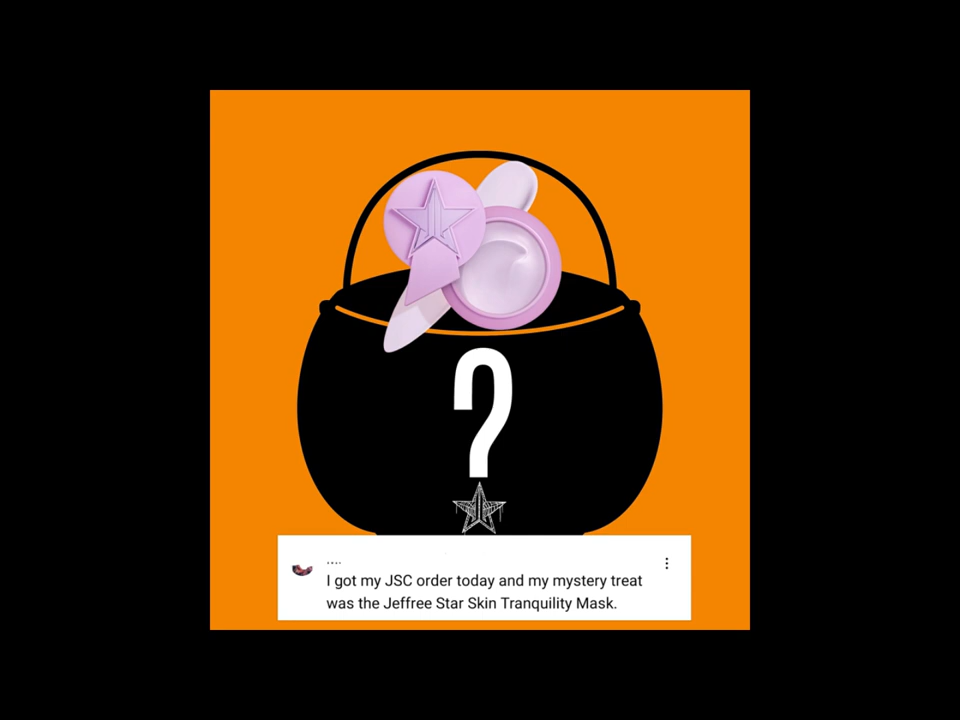 ?
....
I got my JSC order today and my mystery treat
was the Jeffree Star Skin Tranquility Mask.